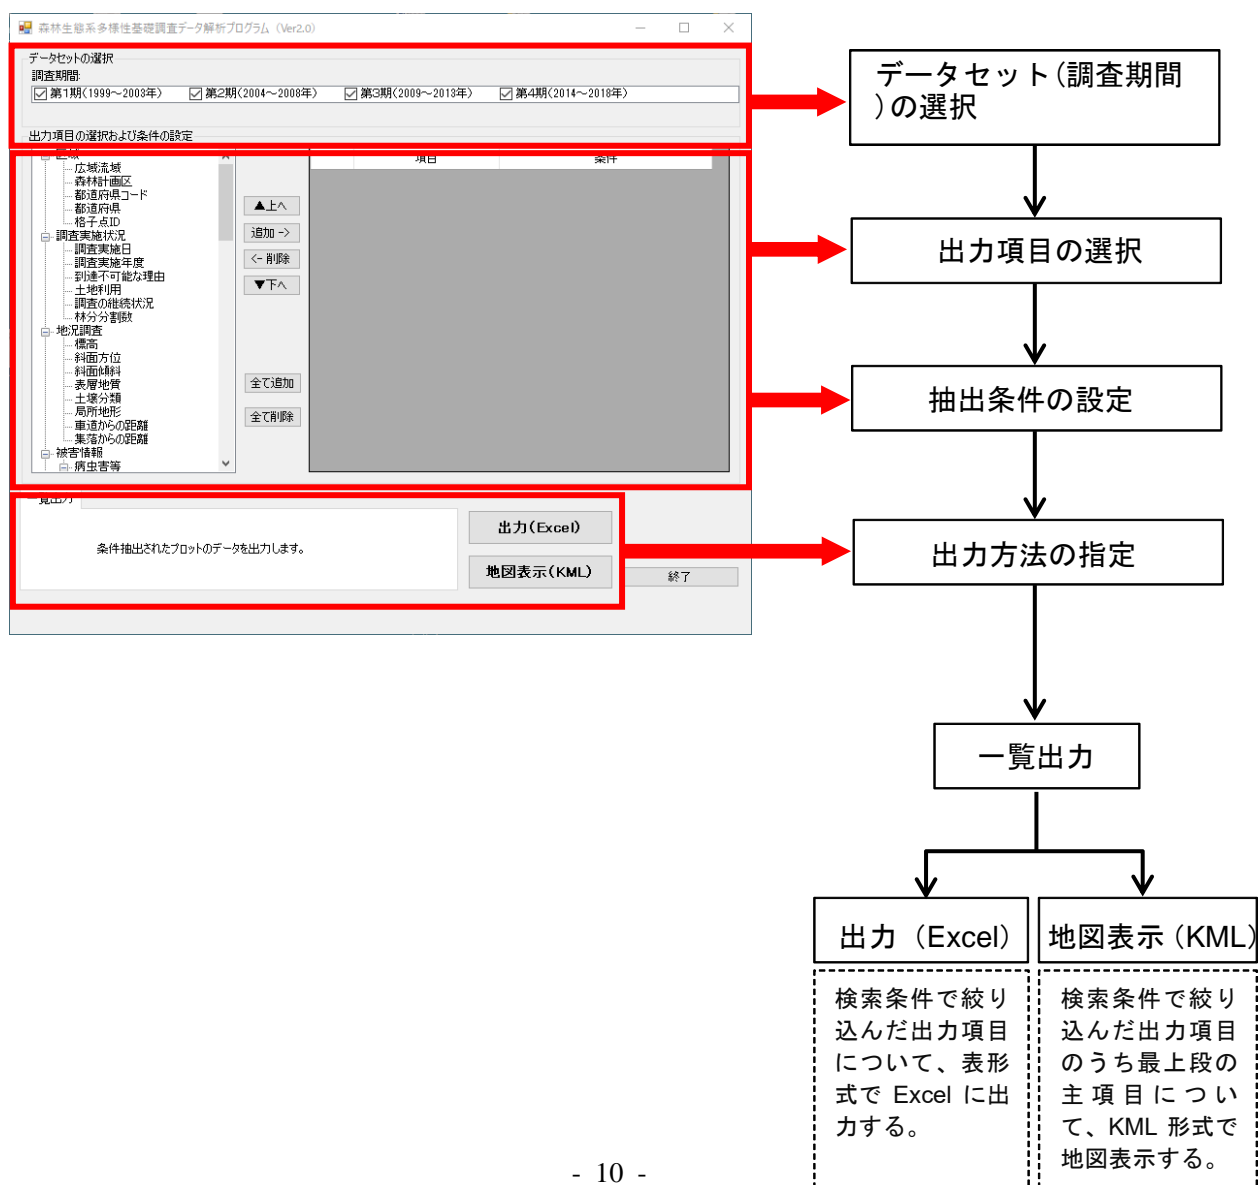 森林生態系多様性基礎調査データ解析プログラム (Ver2.0)
データセットの選択
調査期間:
第1期(1999～2003年)
第2期(2004～2008年)
第3期(2009～2013年)
第4期(2014～2018年)
出力項目の選択および条件の設定
区域
広域流域
森林計画区
都道府県コード
都道府県
格子点ID
調査実施状況
調査実施日
調査実施年度
到達不可能な理由
土地利用
調査の継続状況
林分分割数
地況調査
標高
斜面方位
斜面傾斜
表層地質
土壌分類
局所地形
車道からの距離
集落からの距離
被害情報
病虫害等
▲上へ
追加 ->
<- 削除
▼下へ
全て追加
全て削除
項目
条件
一覧出力
条件抽出されたプロットのデータを出力します。
出力(Excel)
地図表示(KML)
終了
データセット(調査期間
)の選択
出力項目の選択
抽出条件の設定
出力方法の指定
一覧出力
出力（Excel）
検索条件で絞り
込んだ出力項目
について、表形
式で Excel に出
力する。
地図表示（KML）
検索条件で絞り
込んだ出力項目
のうち最上段の
主項目につい
て、KML 形式で
地図表示する。
- 10 -